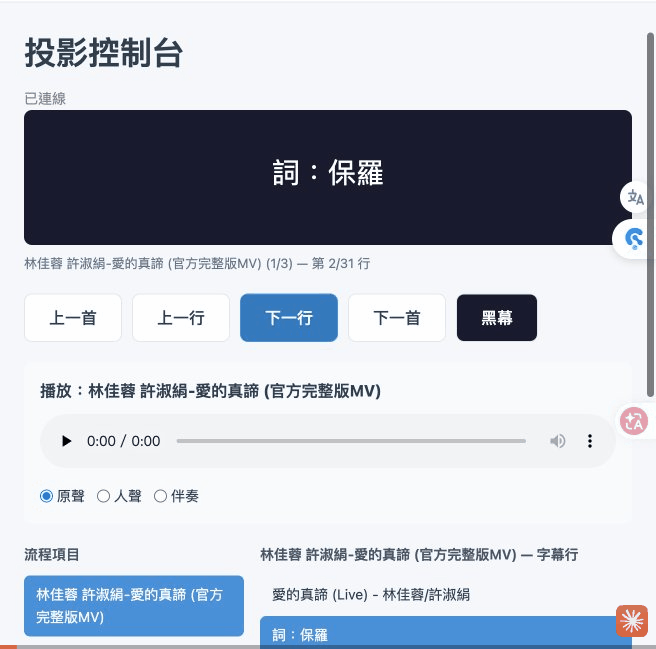 投影控制台
已連線
詞：保羅
林佳蓉 許淑絹-愛的真諦 (官方完整版MV) (1/3) — 第 2/31 行
上一首 上一行 下一行 下一首 黑幕
播放：林佳蓉 許淑絹-愛的真諦 (官方完整版MV)
0:00 / 0:00
原聲 人聲 伴奏
流程項目
林佳蓉 許淑絹-愛的真諦 (官方
完整版MV)
林佳蓉 許淑絹-愛的真諦 (官方完整版MV) — 字幕行
愛的真諦 (Live) - 林佳蓉/許淑絹
詞：保羅